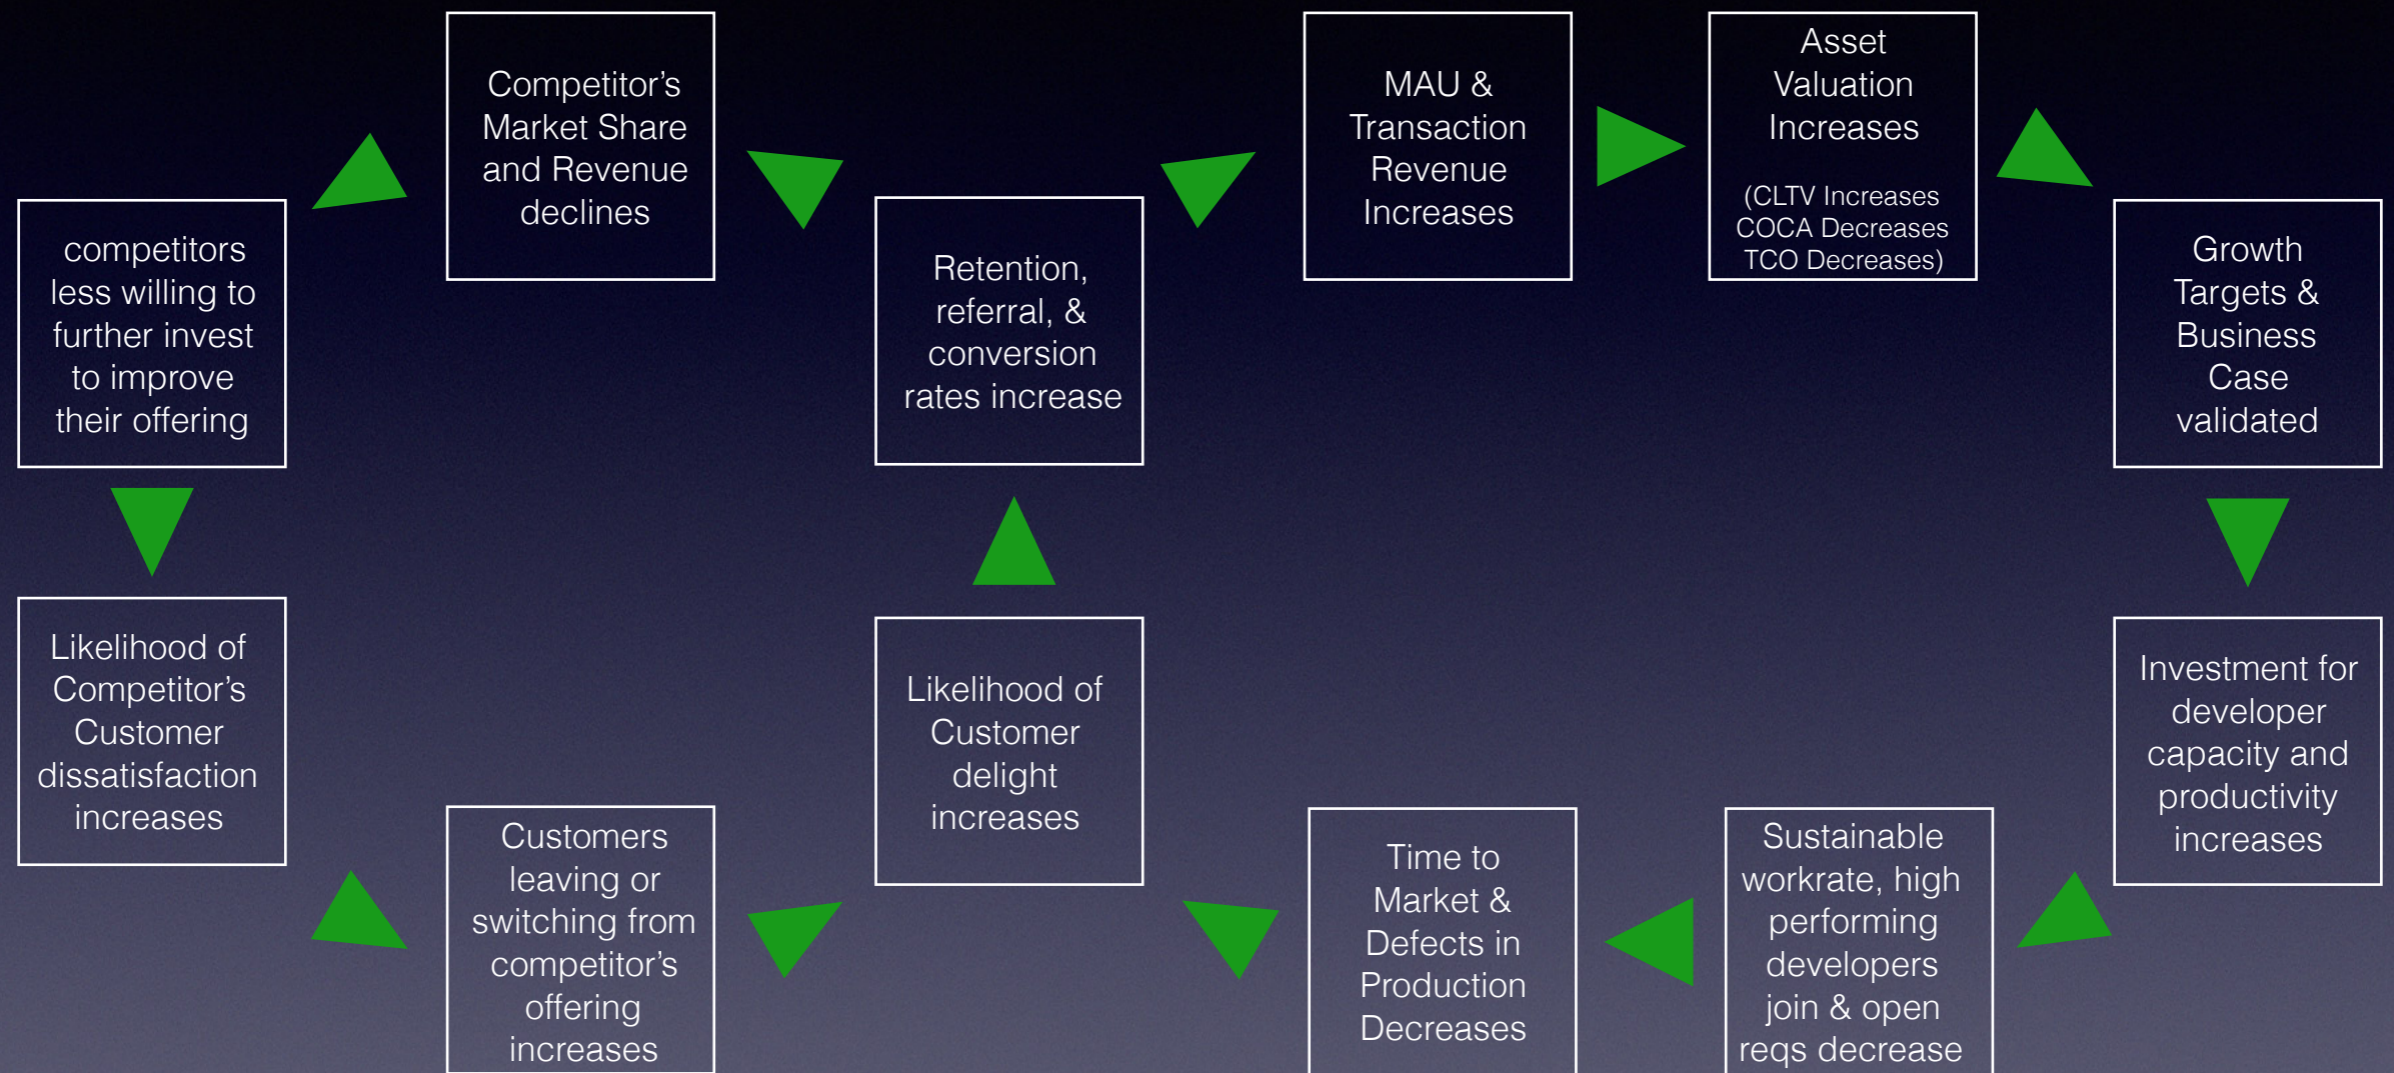 Competitor's
Market Share
and Revenue
declines
MAU &
Transaction
Revenue
Increases
Asset
Valuation
Increases
(CLTV Increases
COCA Decreases
TCO Decreases)
competitors
less willing to
further invest
to improve
their offering
Retention,
referral, &
conversion
rates increase
Growth
Targets &
Business
Case
validated
Likelihood of
Competitor's
Customer
dissatisfaction
increases
Likelihood of
Customer
delight
increases
Investment for
developer
capacity and
productivity
increases
Customers
leaving or
switching from
competitor's
offering
increases
Time to
Market &
Defects in
Production
Decreases
Sustainable
workrate, high
performing
developers
join & open
reqs decrease